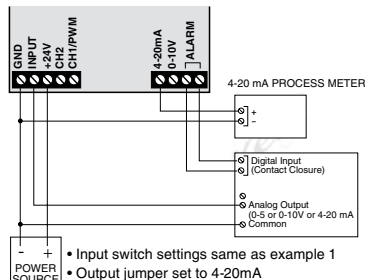 GND
INPUT
+24V
CH2
CH1/PWM
4-20mA
0-10V
ALARM
4-20 mA PROCESS METER
+
–
Digital Input
(Contact Closure)
Analog Output
(0-5 or 0-10V or 4-20 mA
Common
- +
POWER
SOURCE
• Input switch settings same as example 1
• Output jumper set to 4-20mA